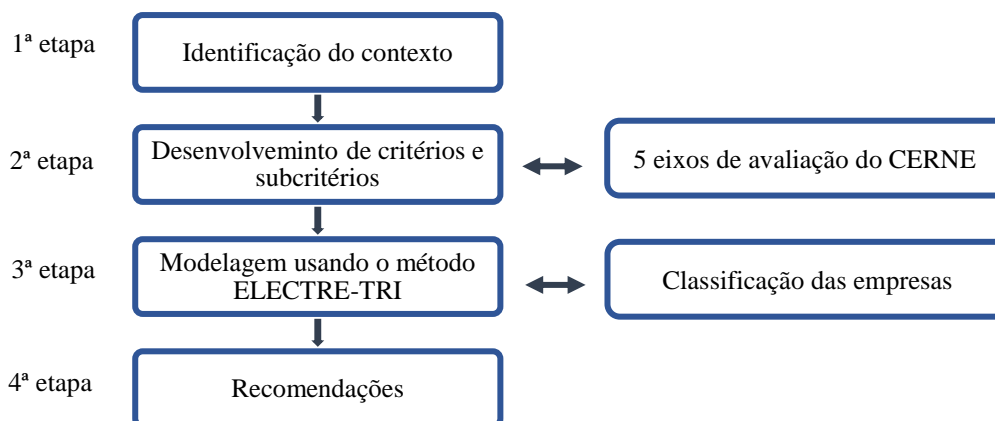 1ª etapa
Identificação do contexto
2ª etapa
Desenvolveminto de critérios e
subcritérios
5 eixos de avaliação do CERNE
3ª etapa
Modelagem usando o método
ELECTRE-TRI
Classificação das empresas
4ª etapa
Recomendações